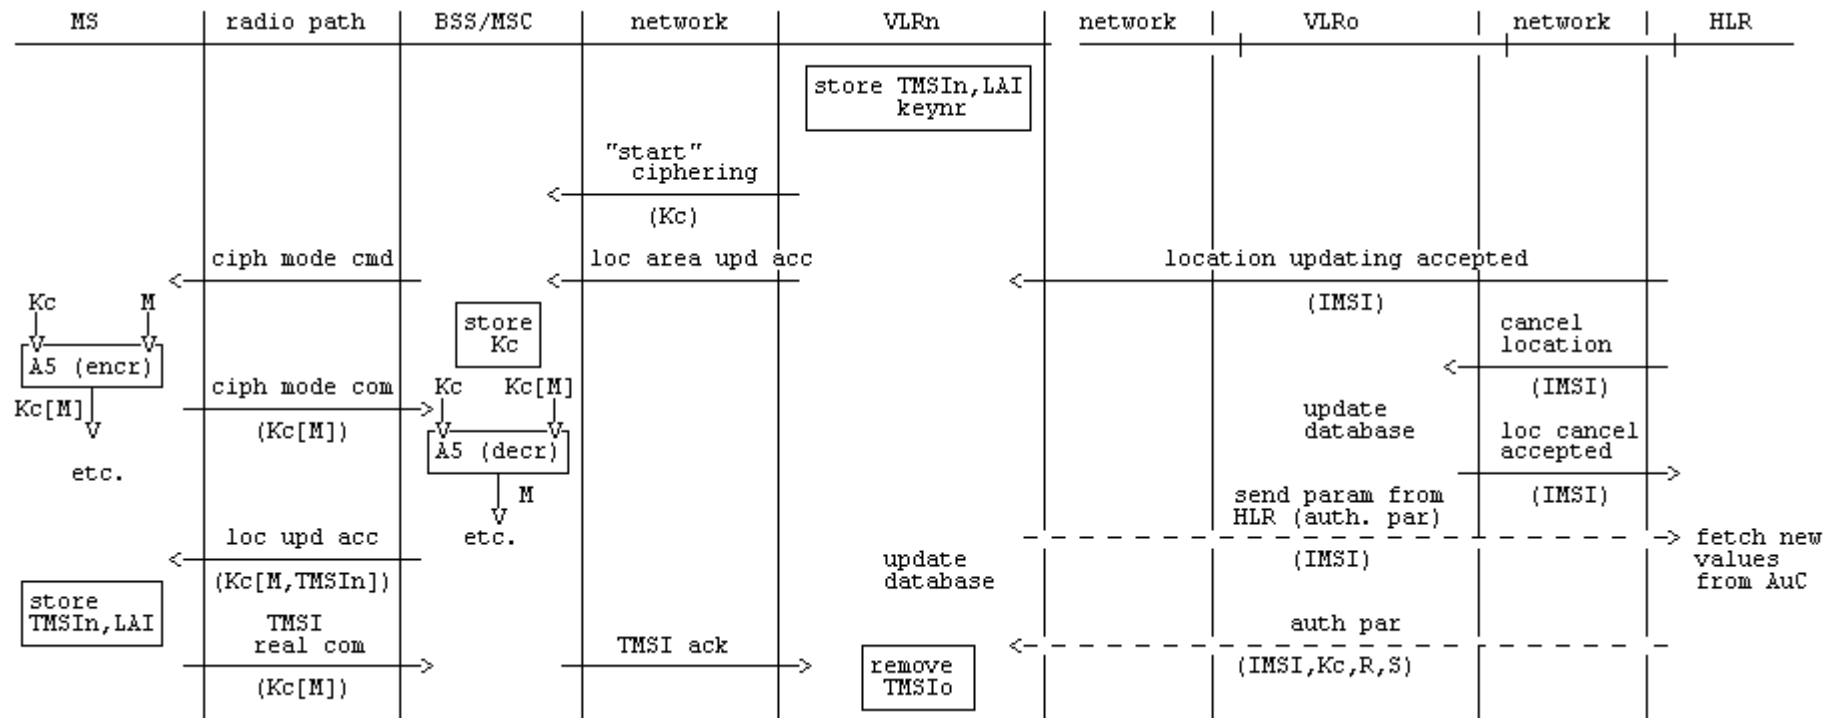 MS | radio path | BSS/MSC | network | VLRn | network | VLRo | network | HLR
store TMSIn,LAI
keynr
"start"
ciphering
(Kc)
ciph mode cmd
loc area upd acc
location updating accepted
(IMSI)
Kc M
store
Kc
cancel
location
A5 (encr)
(IMSI)
Kc[M]
ciph mode com
(Kc[M])
Kc Kc[M]
update
database
loc cancel
accepted
(IMSI)
A5 (decr)
etc.
M
etc.
send param from
HLR (auth. par)
(IMSI)
fetch new
values
from AuC
loc upd acc
(Kc[M,TMSIn])
update
database
store
TMSIn,LAI
TMSI
real com
(Kc[M])
TMSI ack
remove
TMSIo
auth par
(IMSI,Kc,R,S)